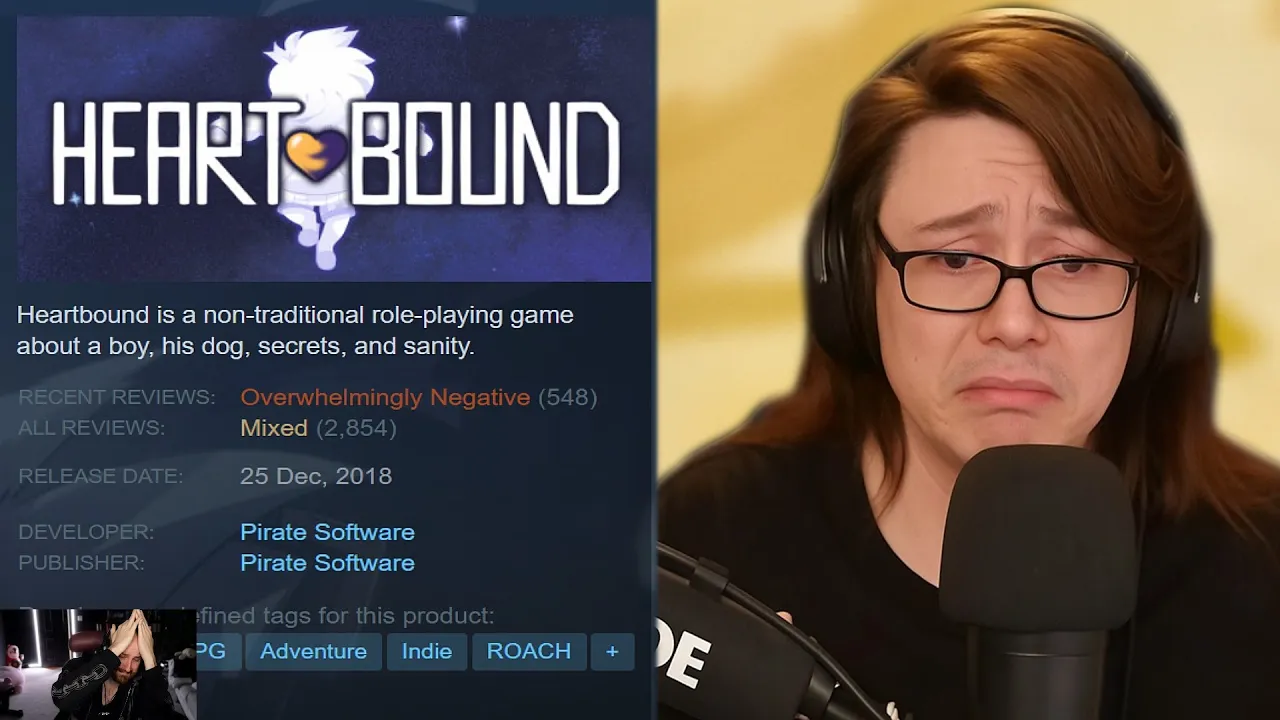 HEARTBOUND
Heartbound is a non-traditional role-playing game
about a boy, his dog, secrets, and sanity.
RECENT REVIEWS: Overwhelmingly Negative (548)
ALL REVIEWS: Mixed (2,854)
RELEASE DATE: 25 Dec, 2018
DEVELOPER: Pirate Software
PUBLISHER: Pirate Software
fined tags for this product:
PG Adventure Indie ROACH +
DE